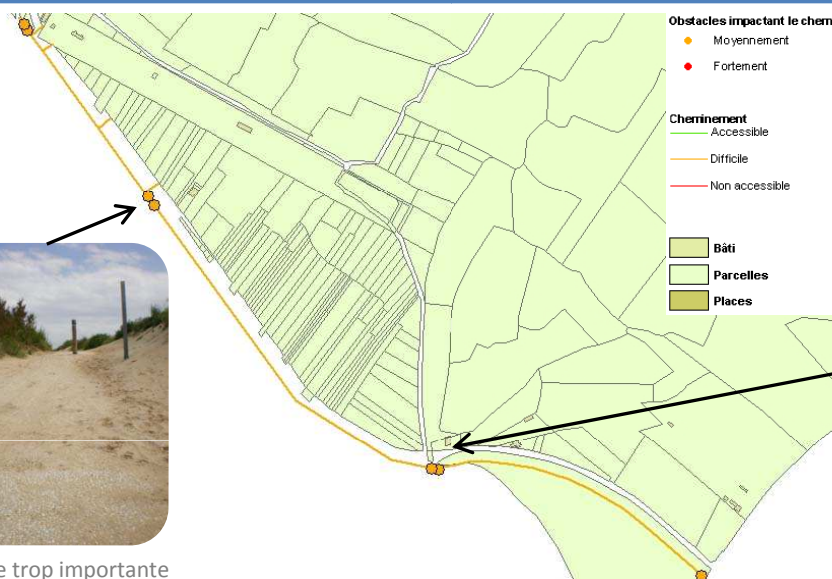 Obstacles impactant le chem
Moyennement
Fortement
Cheminement
Accessible
Difficile
Non accessible
Bâti
Parcelles
Places
e trop importante